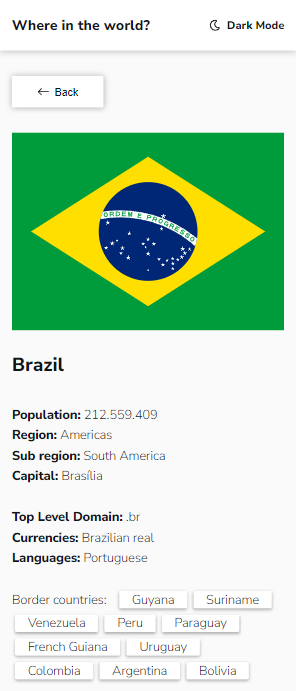 Where in the world? Dark Mode
Back
ORDEM E PROGRESSO
Brazil
Population: 212.559.409
Region: Americas
Sub region: South America
Capital: Brasília
Top Level Domain: .br
Currencies: Brazilian real
Languages: Portuguese
Border countries: Guyana Suriname
Venezuela Peru Paraguay
French Guiana Uruguay
Colombia Argentina Bolivia